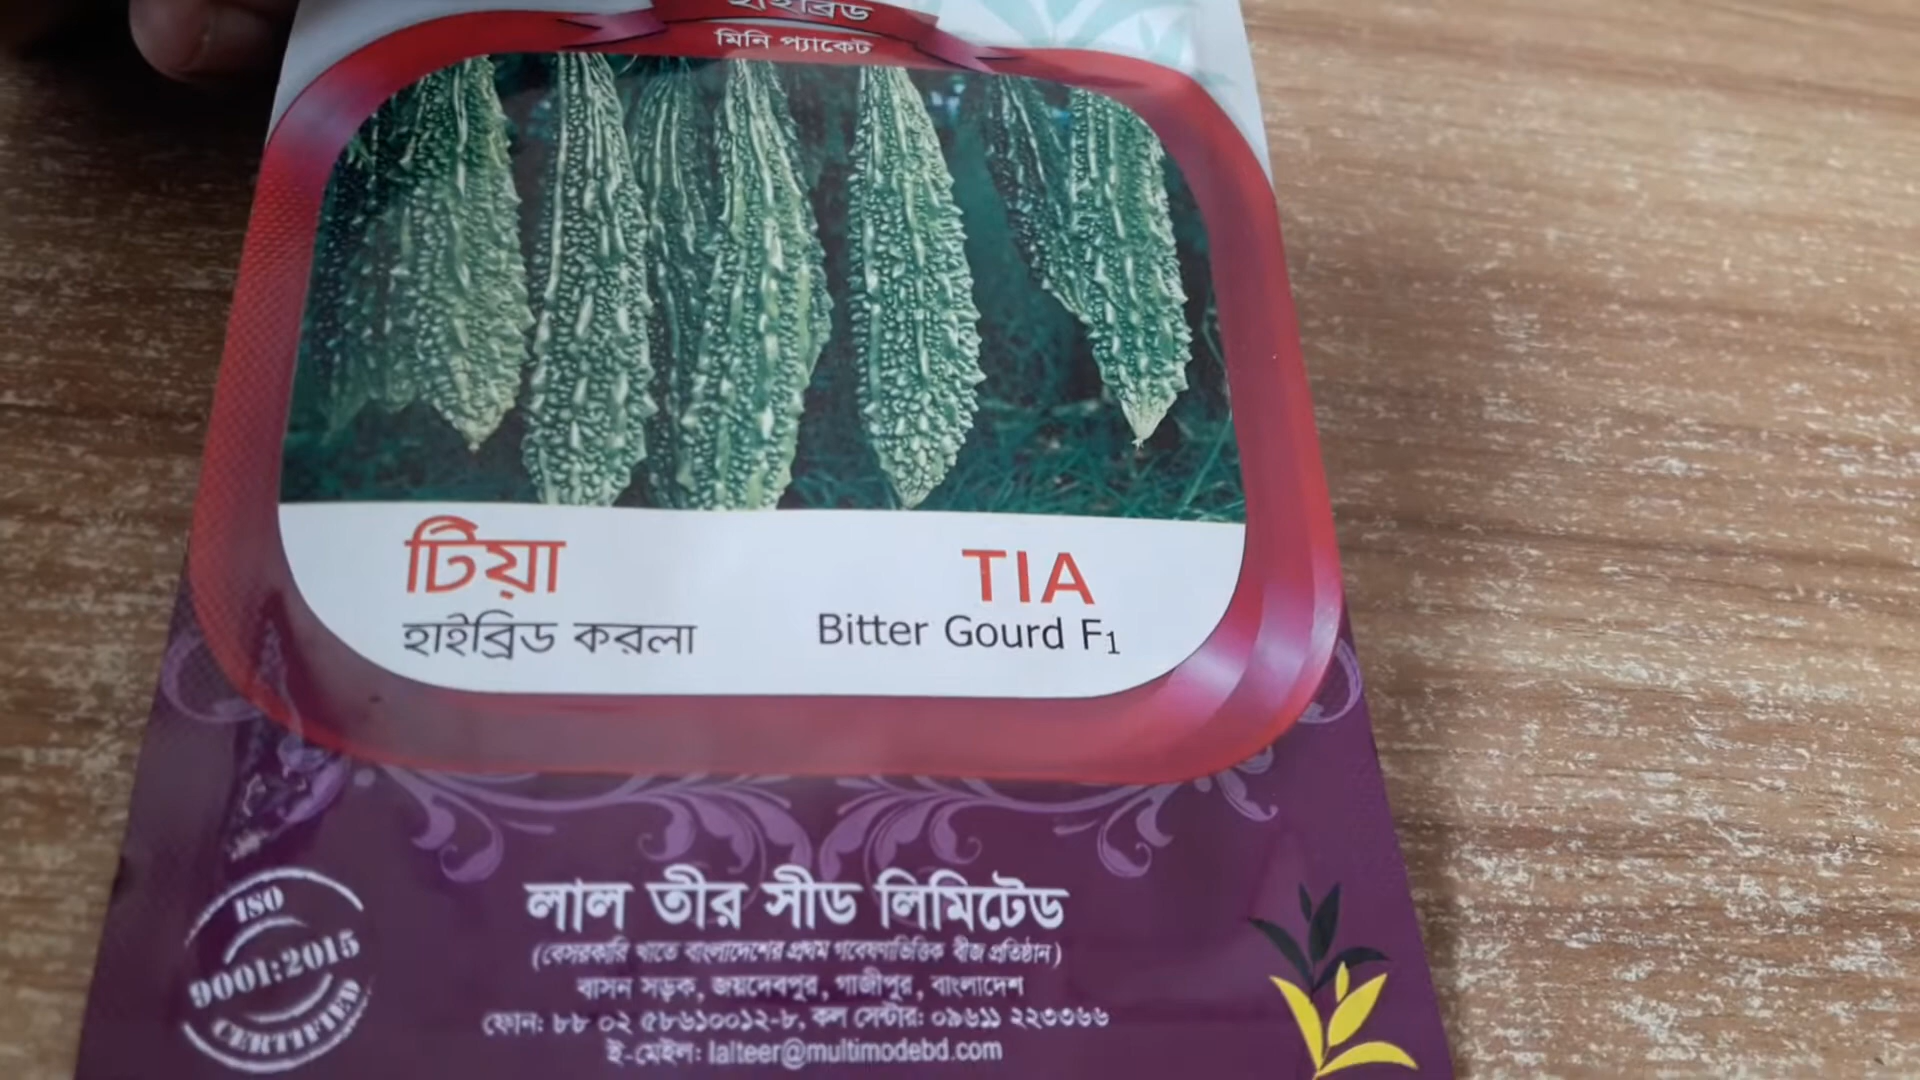 হাইব্রিড
মিনি প্যাকেট
টিয়া
হাইব্রিড করলা
TIA
Bitter Gourd F1
ISO
9001:2015
CERTIFIED
লাল তীর সীড লিমিটেড
(বেসরকারি খাতে বাংলাদেশের প্রথম গবেষণাভিত্তিক বীজ প্রতিষ্ঠান)
বাসন সড়ক, জয়দেবপুর, গাজীপুর, বাংলাদেশ
ফোন: ৮৮ ০২ ৫৮৬১০০১২-৮, কল সেন্টার: ০৯৬১১ ২২৩৩৬৬
ই-মেইল: lalteer@multimodebd.com